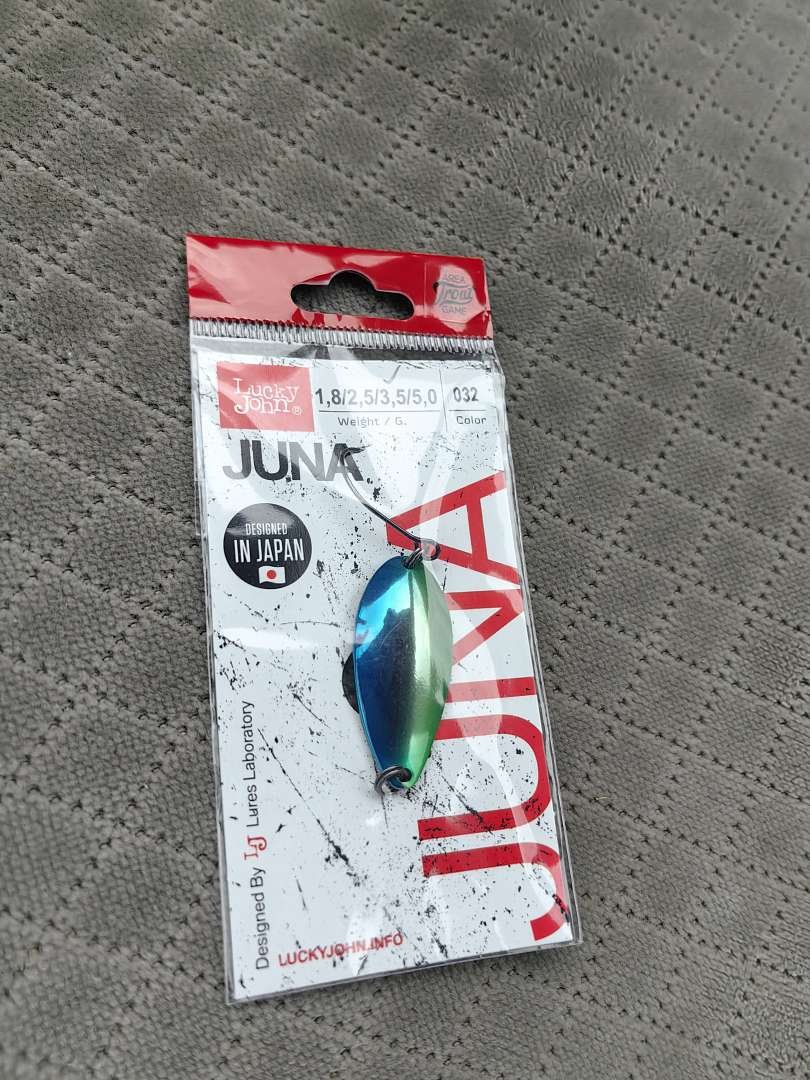 AREA
Trout
GAME
Lucky
John®
1,8/2,5/3,5/5,0
032
Weight / G.
Color
JUNA
DESIGNED
IN JAPAN
JUNA
Designed By LJ Lures Laboratory
LUCKYJOHN.INFO